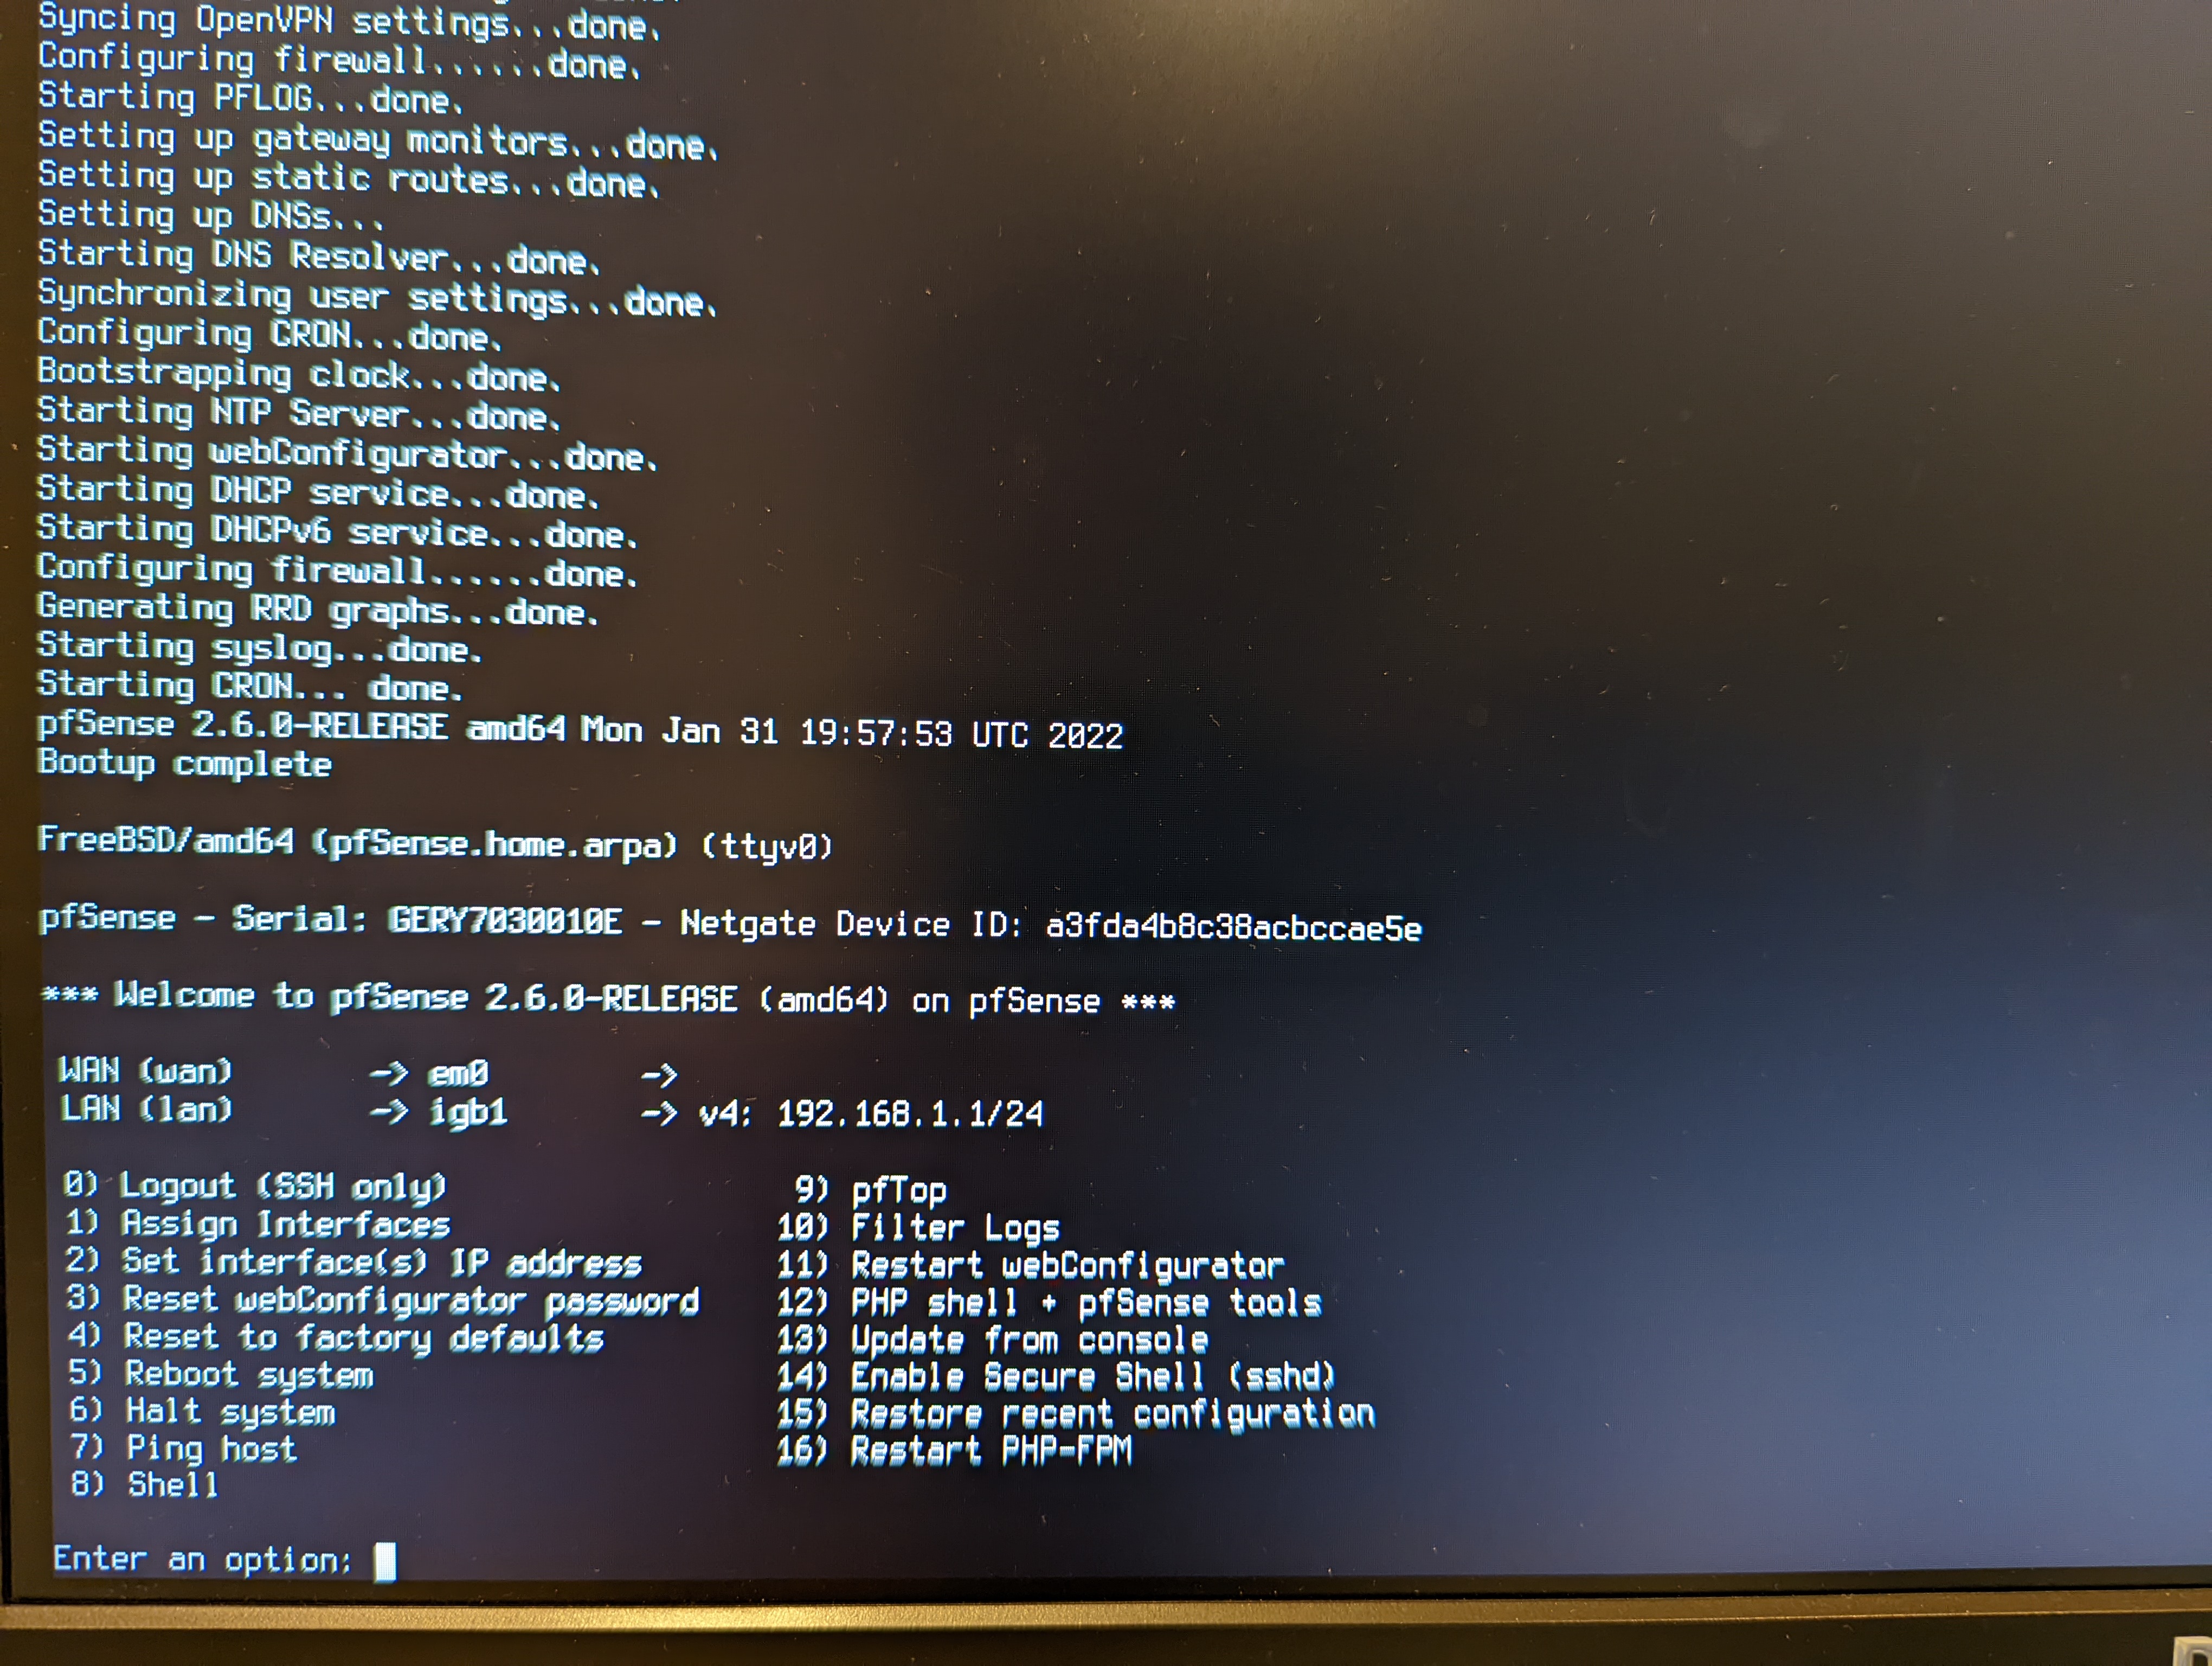 Syncing OpenVPN settings...done.
Configuring firewall......done.
Starting PFLOG...done.
Setting up gateway monitors...done.
Setting up static routes...done.
Setting up DNSs...
Starting DNS Resolver...done.
Synchronizing user settings...done.
Configuring CRON...done.
Bootstrapping clock...done.
Starting NTP Server...done.
Starting webConfigurator...done.
Starting DHCP service...done.
Starting DHCPv6 service...done.
Configuring firewall......done.
Generating RRD graphs...done.
Starting syslog...done.
Starting CRON... done.
pfSense 2.6.0-RELEASE amd64 Mon Jan 31 19:57:53 UTC 2022
Bootup complete
FreeBSD/amd64 (pfSense.home.arpa) (ttyv0)
pfSense - Serial: GERY7030010E - Netgate Device ID: a3fda4b8c38acbccae5e
*** Welcome to pfSense 2.6.0-RELEASE (amd64) on pfSense ***
WAN (wan) -> em0 ->
LAN (lan) -> igb1 -> v4: 192.168.1.1/24
0) Logout (SSH only) 9) pfTop
1) Assign Interfaces 10) Filter Logs
2) Set interface(s) IP address 11) Restart webConfigurator
3) Reset webConfigurator password 12) PHP shell + pfSense tools
4) Reset to factory defaults 13) Update from console
5) Reboot system 14) Enable Secure Shell (sshd)
6) Halt system 15) Restore recent configuration
7) Ping host 16) Restart PHP-FPM
8) Shell
Enter an option: